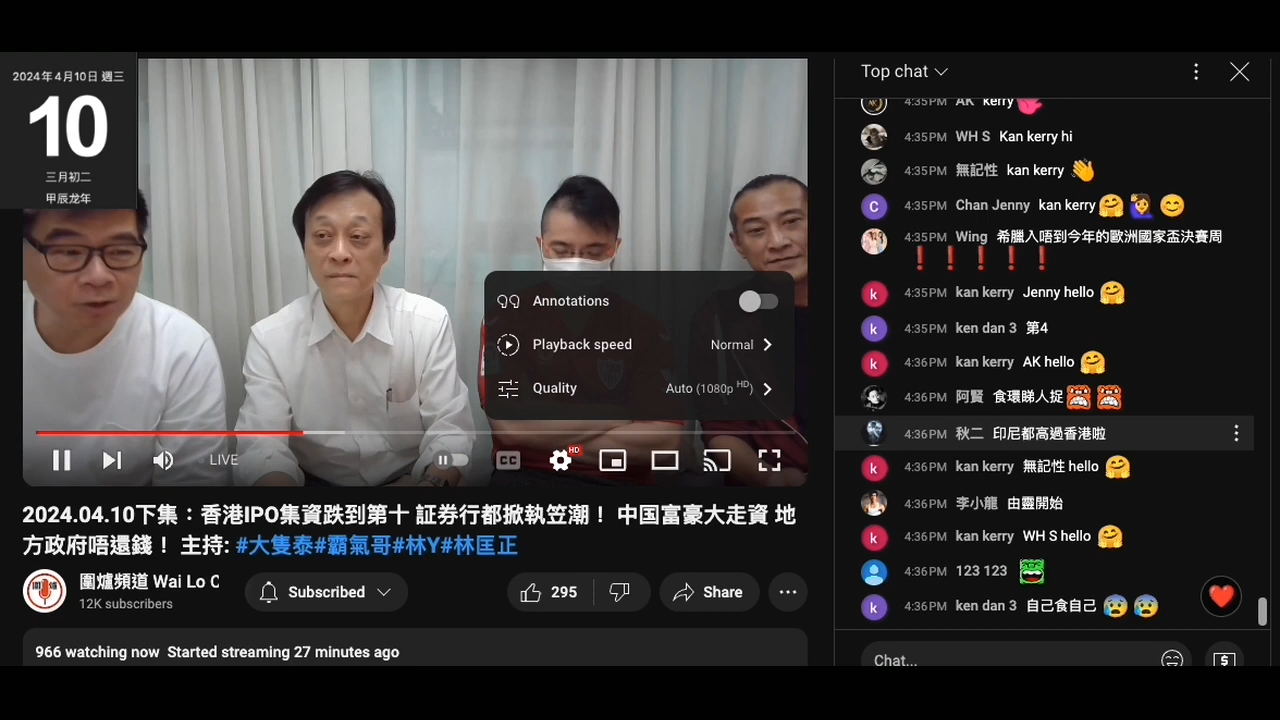 2024年4月10日 週三
10
三月初二
甲辰龙年
Annotations
Playback speed
Normal
Quality
Auto (1080p HD)
LIVE
CC
HD
2024.04.10下集：香港IPO集資跌到第十 証券行都掀執笠潮！ 中国富豪大走資 地
方政府唔還錢！ 主持: #大隻泰#霸氣哥#林Y#林匡正
圍爐頻道 Wai Lo C
12K subscribers
Subscribed
295
Share
966 watching now Started streaming 27 minutes ago
Top chat
4:35PM AK kerry
4:35PM WH S Kan kerry hi 
4:35PM 無記性 kan kerry 👋
C
4:35PM Chan Jenny kan kerry 🤗 🙋‍♀️ 😊
4:35PM Wing 希臘入唔到今年的歐洲國家盃決賽周
❗❗❗❗❗
k
4:35PM kan kerry Jenny hello 🤗
k
4:35PM ken dan 3 第4
k
4:36PM kan kerry AK hello 🤗
4:36PM 阿賢 食環睇人捉
4:36PM 秋二 印尼都高過香港啦
k
4:36PM kan kerry 無記性 hello 🤗
4:36PM 李小龍 由靈開始
k
4:36PM kan kerry WH S hello 🤗
4:36PM 123 123
k
4:36PM ken dan 3 自己食自己 😰 😰
Chat...
$